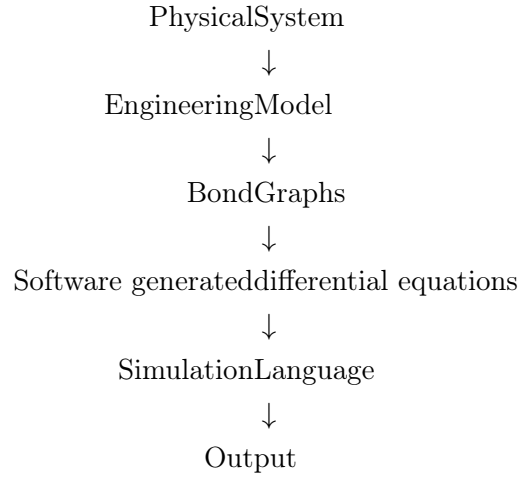 PhysicalSystem
↓
EngineeringModel
↓
BondGraphs
↓
Software generateddifferential equations
↓
SimulationLanguage
↓
Output